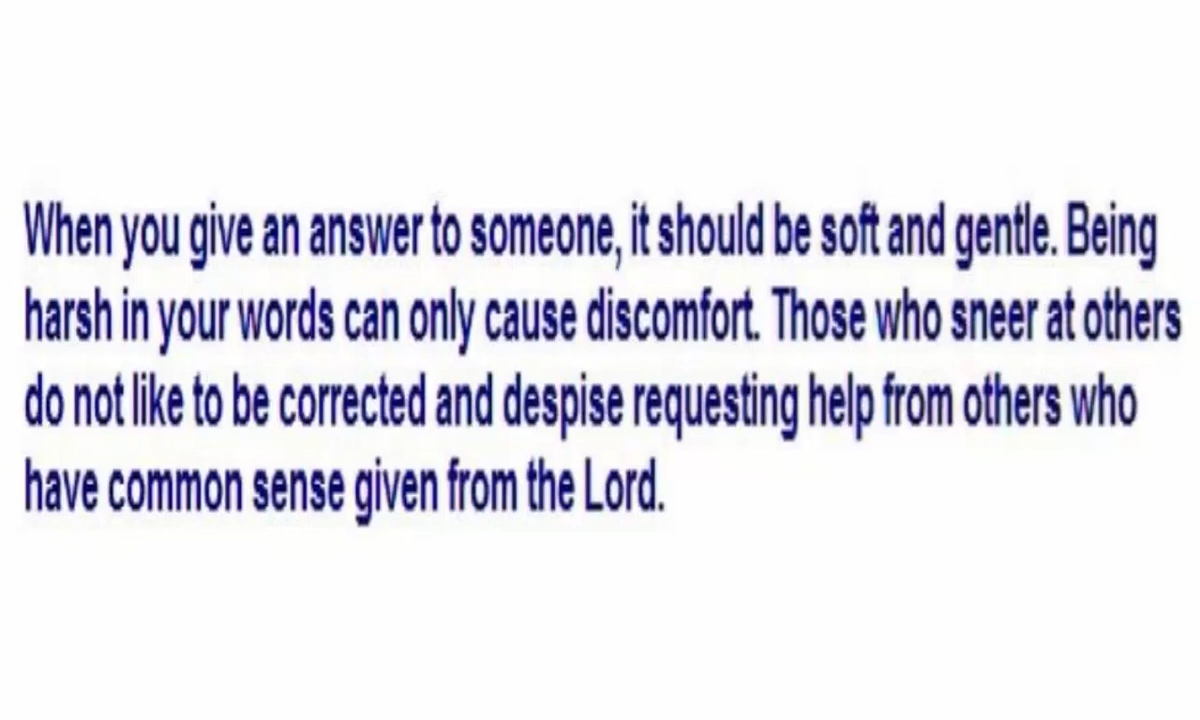 When you give an answer to someone, it should be soft and gentle. Being
harsh in your words can only cause discomfort. Those who sneer at others
do not like to be corrected and despise requesting help from others who
have common sense given from the Lord.